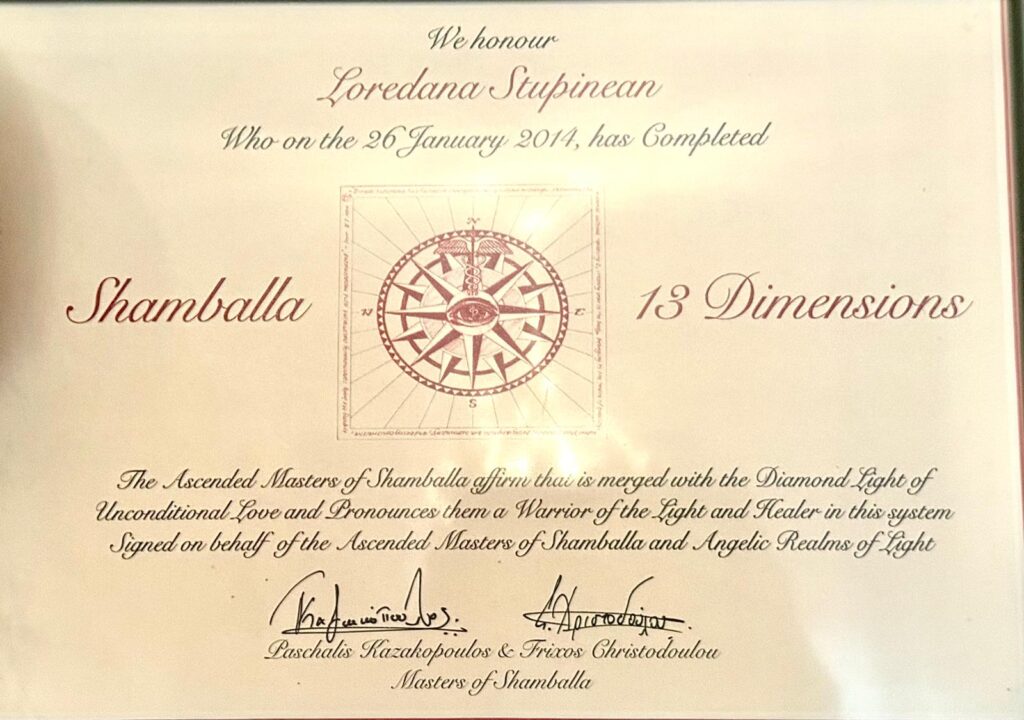 We honour
Loredana Stupinean
Who on the 26 January 2014, has Completed
N
W
E
S
Shamballa
13 Dimensions
The Ascended Masters of Shamballa affirm that is merged with the Diamond Light of
Unconditional Love and Pronounces them a Warrior of the Light and Healer in this system
Signed on behalf of the Ascended Masters of Shamballa and Angelic Realms of Light
Paschalis Kazakopoulos & Frixos Christodoulou
Masters of Shamballa